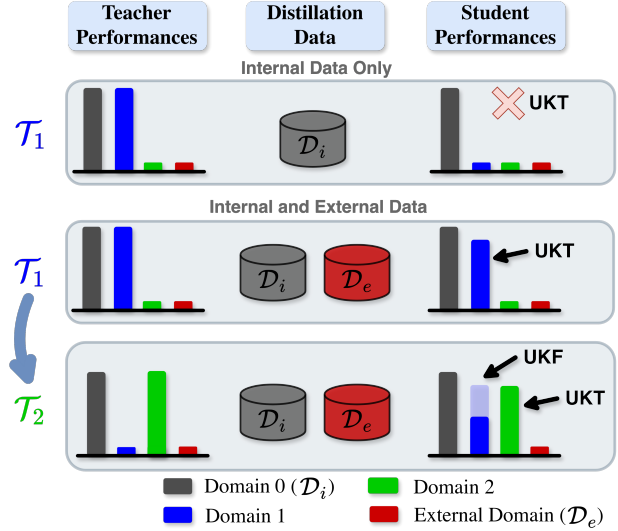 Teacher Performances
Distillation Data
Student Performances
Internal Data Only
𝒯₁
𝒟ᵢ
UKT
Internal and External Data
𝒯₁
𝒟ᵢ
𝒟ₑ
UKT
𝒯₂
𝒟ᵢ
𝒟ₑ
UKF
UKT
Domain 0 (𝒟ᵢ)
Domain 2
Domain 1
External Domain (𝒟ₑ)